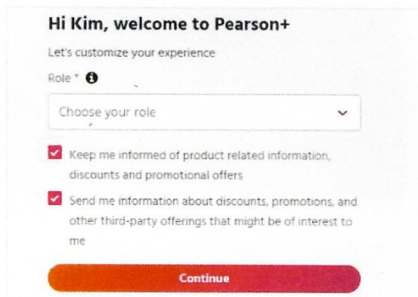 Hi Kim, welcome to Pearson+
Let's customize your experience
Role *
Choose your role
Keep me informed of product related information,
discounts and promotional offers
Send me information about discounts, promotions, and
other third-party offerings that might be of interest to
me
Continue